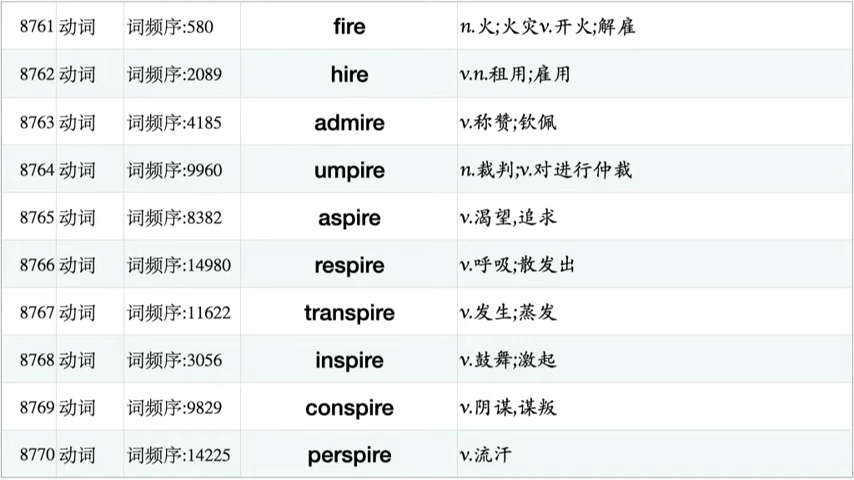 8761 动词 词频序:580 fire n.火;火灾v.开火;解雇
8762 动词 词频序:2089 hire v.n.租用;雇用
8763 动词 词频序:4185 admire v.称赞;钦佩
8764 动词 词频序:9960 umpire n.裁判;v.对进行仲裁
8765 动词 词频序:8382 aspire v.渴望,追求
8766 动词 词频序:14980 respire v.呼吸;散发出
8767 动词 词频序:11622 transpire v.发生;蒸发
8768 动词 词频序:3056 inspire v.鼓舞;激起
8769 动词 词频序:9829 conspire v.阴谋,谋叛
8770 动词 词频序:14225 perspire v.流汗